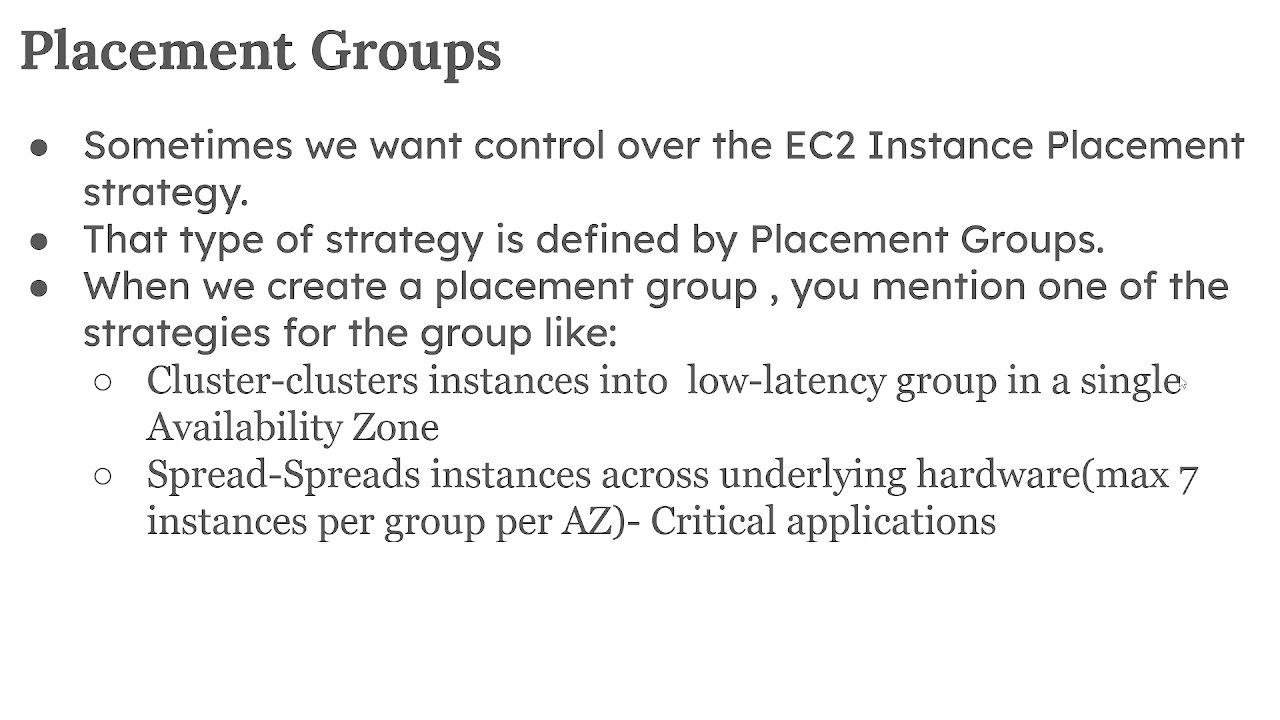 Placement Groups
● Sometimes we want control over the EC2 Instance Placement
strategy.
● That type of strategy is defined by Placement Groups.
● When we create a placement group , you mention one of the
strategies for the group like:
○ Cluster-clusters instances into  low-latency group in a single
Availability Zone
○ Spread-Spreads instances across underlying hardware(max 7
instances per group per AZ)- Critical applications